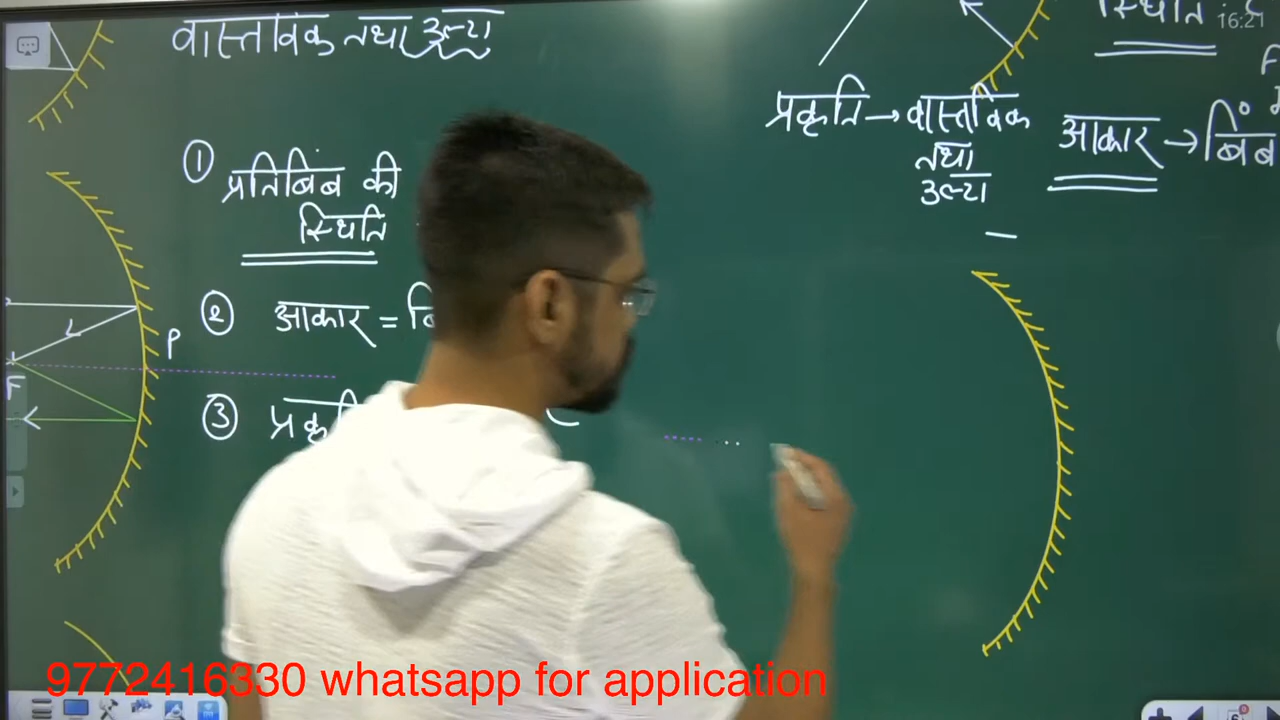 वास्तविक तथा उल्टा
① प्रतिबिंब की
स्थिति
② आकार =
P
F
③
स्थिति :
16:21
प्रकृति → वास्तविक
तथा
उल्टा
आकार →
9772416330 whatsapp for application